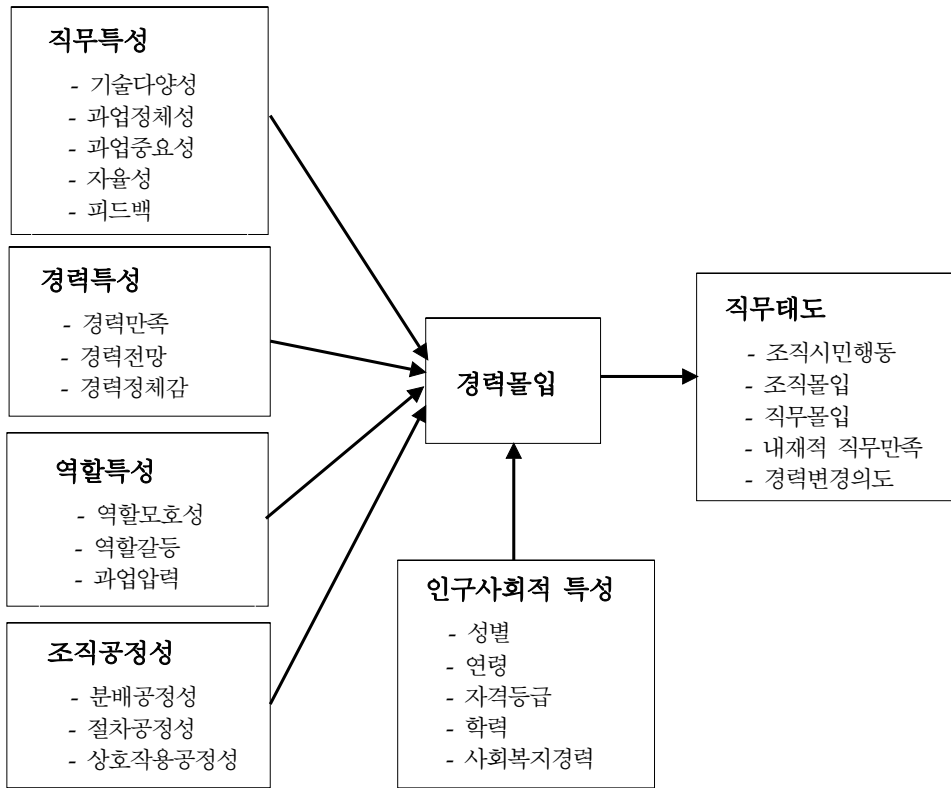 직무특성
- 기술다양성
- 과업정체성
- 과업중요성
- 자율성
- 피드백
경력특성
- 경력만족
- 경력전망
- 경력정체감
역할특성
- 역할모호성
- 역할갈등
- 과업압력
조직공정성
- 분배공정성
- 절차공정성
- 상호작용공정성
경력몰입
인구사회적 특성
- 성별
- 연령
- 자격등급
- 학력
- 사회복지경력
직무태도
- 조직시민행동
- 조직몰입
- 직무몰입
- 내재적 직무만족
- 경력변경의도